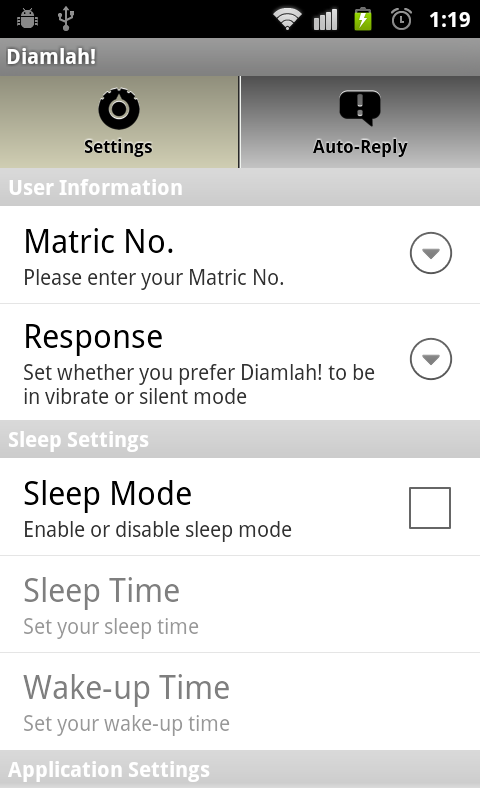 1:19
Diamlah!
Settings
Auto-Reply
User Information
Matric No.
Please enter your Matric No.
Response
Set whether you prefer Diamlah! to be
in vibrate or silent mode
Sleep Settings
Sleep Mode
Enable or disable sleep mode
Sleep Time
Set your sleep time
Wake-up Time
Set your wake-up time
Application Settings